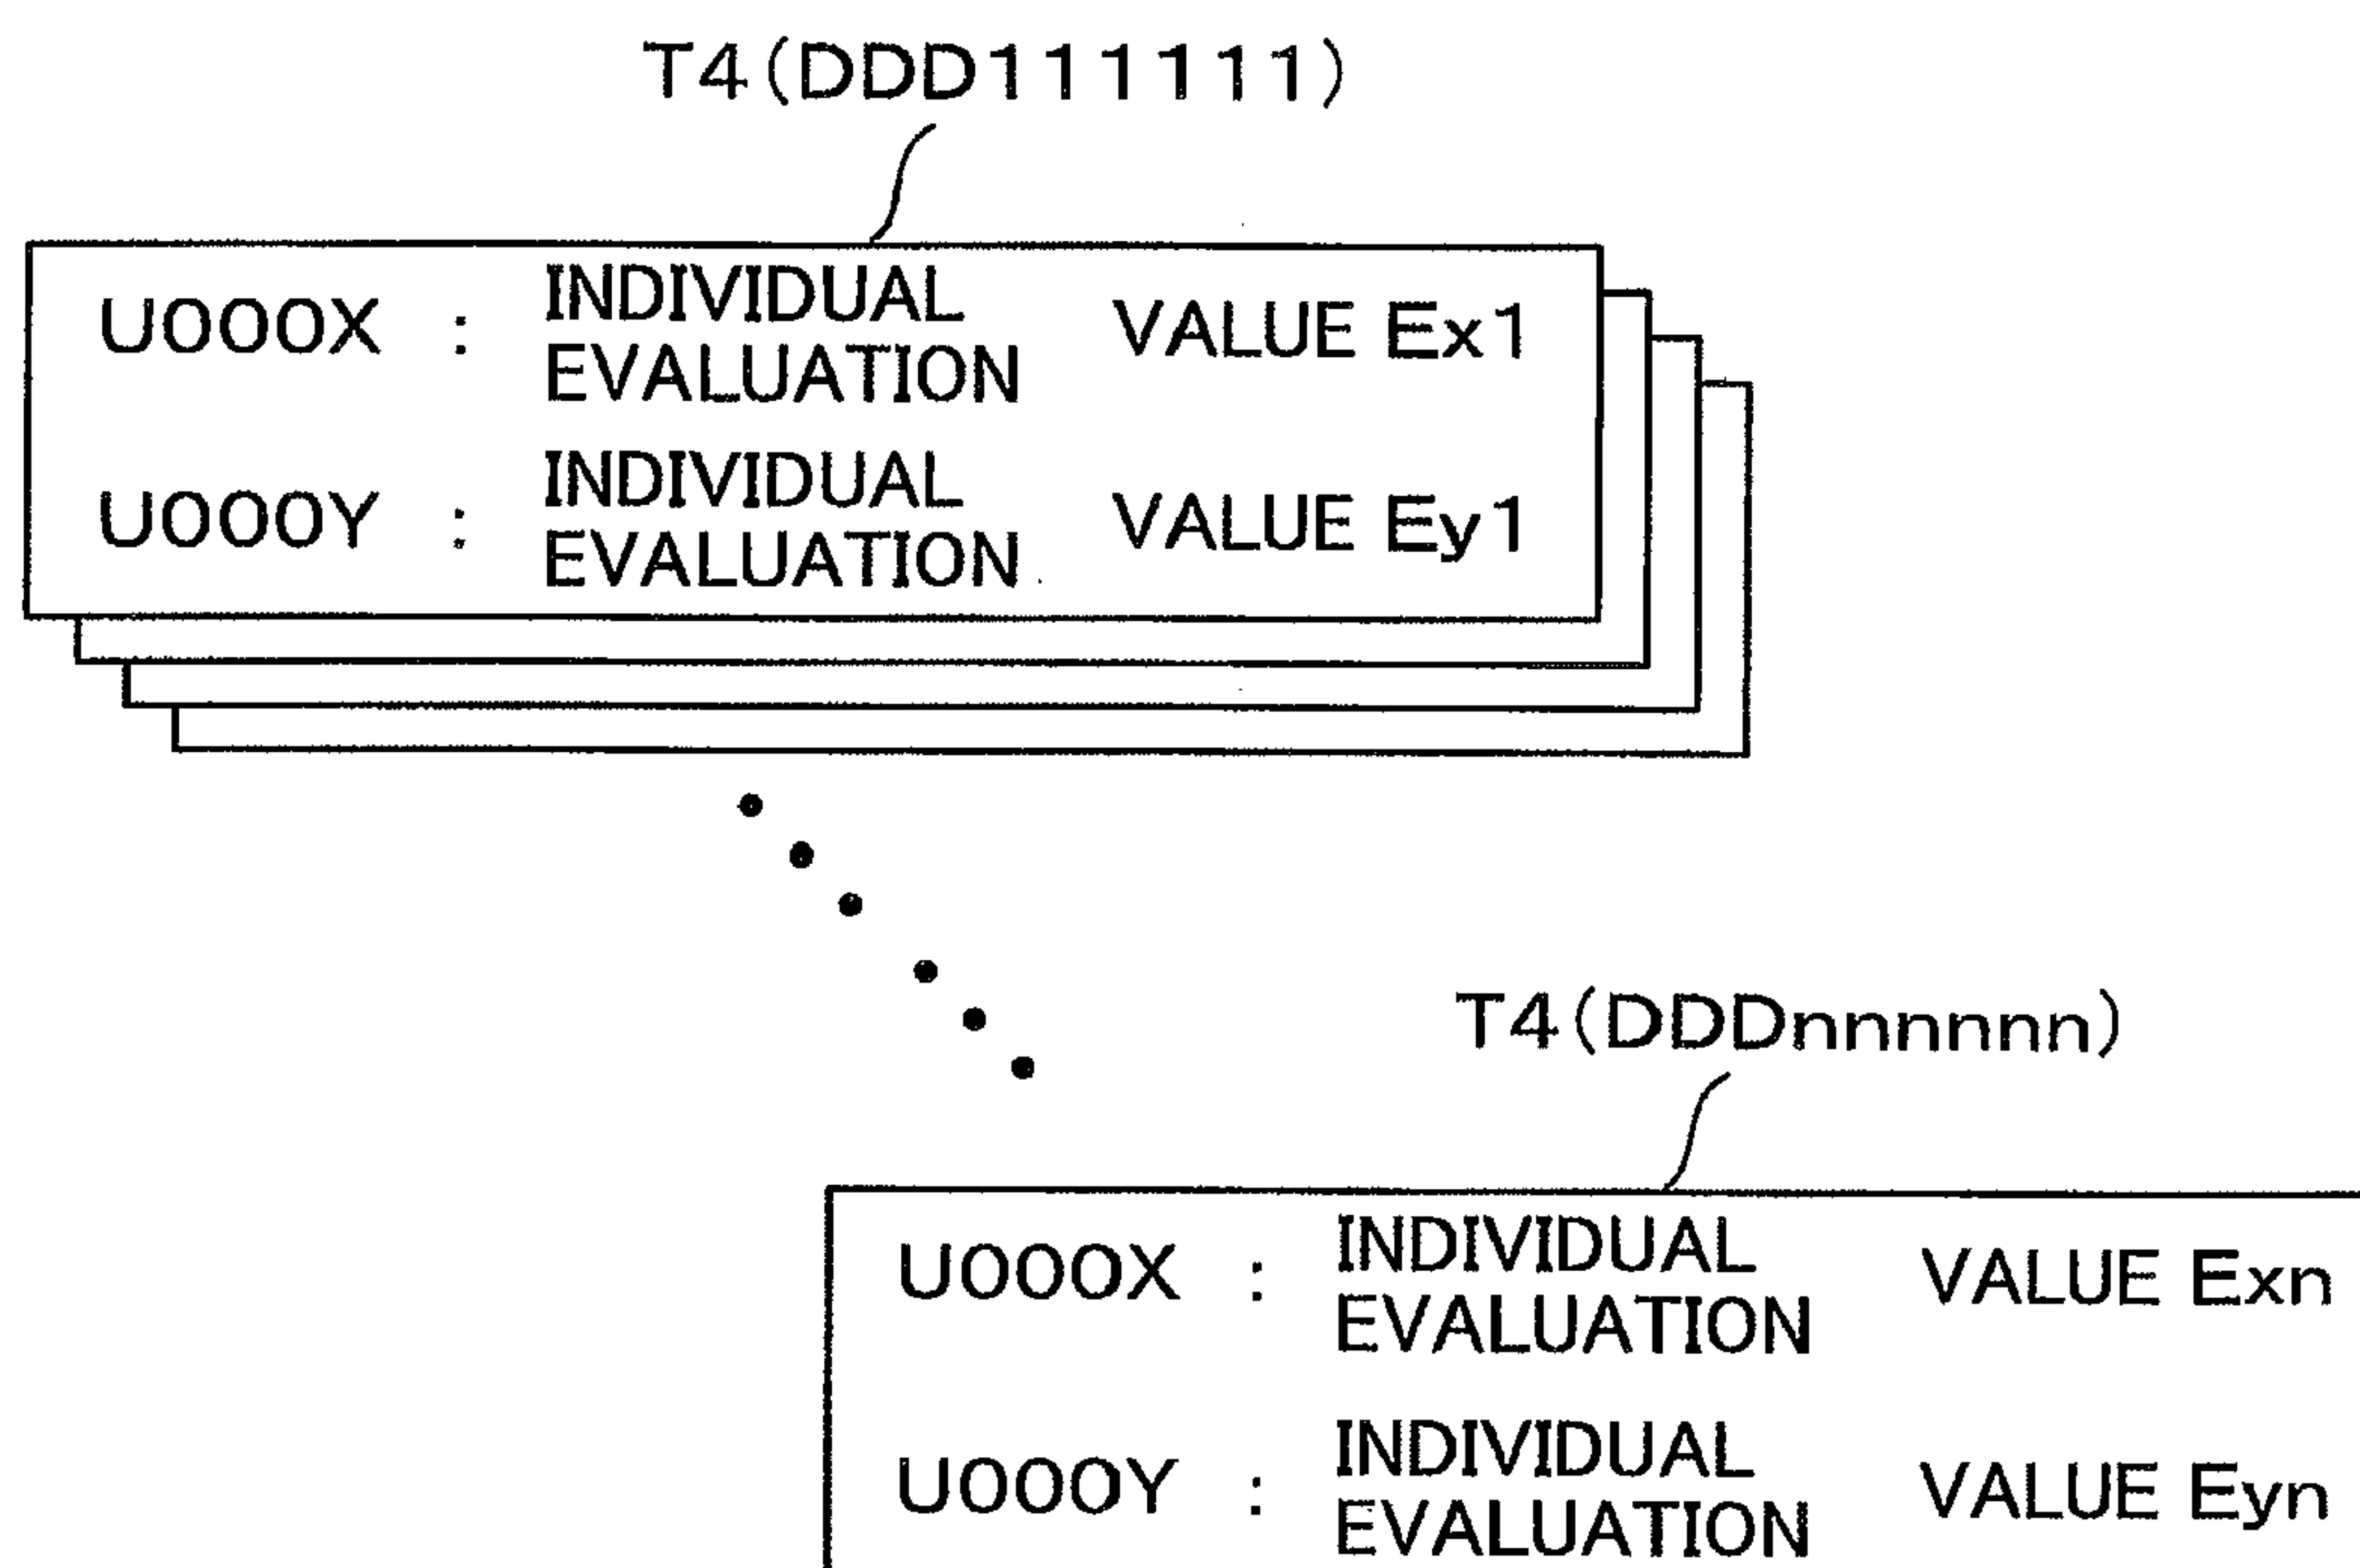 T4(DDD111111)
U000X : INDIVIDUAL EVALUATION VALUE Ex1
U000Y : INDIVIDUAL EVALUATION VALUE Ey1
T4(DDDnnnnnn)
U000X : INDIVIDUAL EVALUATION VALUE Exn
U000Y : INDIVIDUAL EVALUATION VALUE Eyn